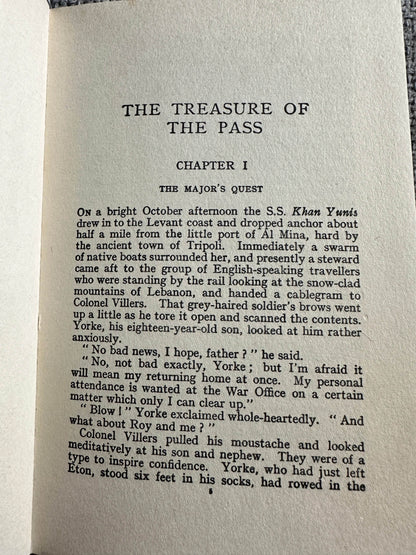 THE TREASURE OF
THE PASS
CHAPTER I
THE MAJOR'S QUEST
ON a bright October afternoon the S.S. Khan Yunis
drew in to the Levant coast and dropped anchor about
half a mile from the little port of Al Mina, hard by
the ancient town of Tripoli. Immediately a swarm
of native boats surrounded her, and presently a steward
came aft to the group of English-speaking travellers
who were standing by the rail looking at the snow-clad
mountains of Lebanon, and handed a cablegram to
Colonel Villers. That grey-haired soldier's brows went
up a little as he tore it open and scanned the contents.
Yorke, his eighteen-year-old son, looked at him rather
anxiously.
" No bad news, I hope, father ? " he said.
" No, not bad exactly, Yorke ; but I'm afraid it
will mean my returning home at once. My personal
attendance is wanted at the War Office on a certain
matter which only I can clear up."
" Blow ! " Yorke exclaimed whole-heartedly. " And
what about Roy and me ? "
Colonel Villers pulled his moustache and looked
meditatively at his son and nephew. They were of a
type to inspire confidence. Yorke, who had just left
Eton, stood six feet in his socks, had rowed in the
5